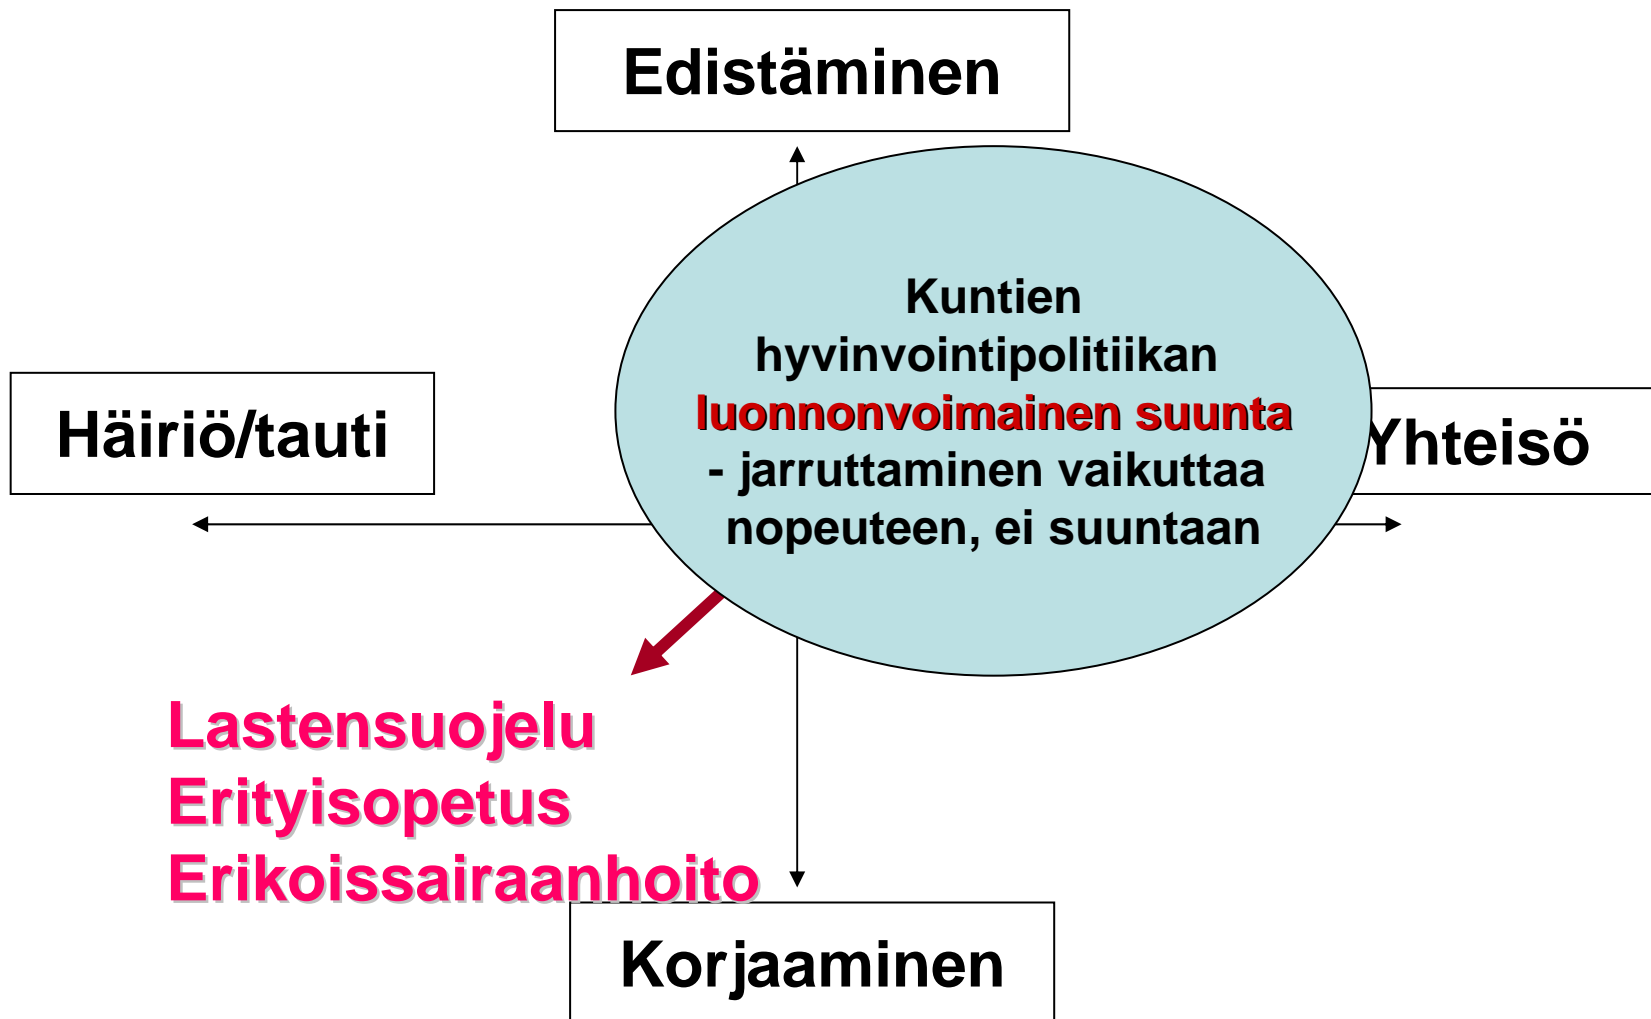 Edistäminen
Kuntien
hyvinvointipolitiikan
luonnonvoimainen suunta
- jarruttaminen vaikuttaa
nopeuteen, ei suuntaan
Häiriö/tauti
Yhteisö
Lastensuojelu
Erityisopetus
Erikoissairaanhoito
Korjaaminen